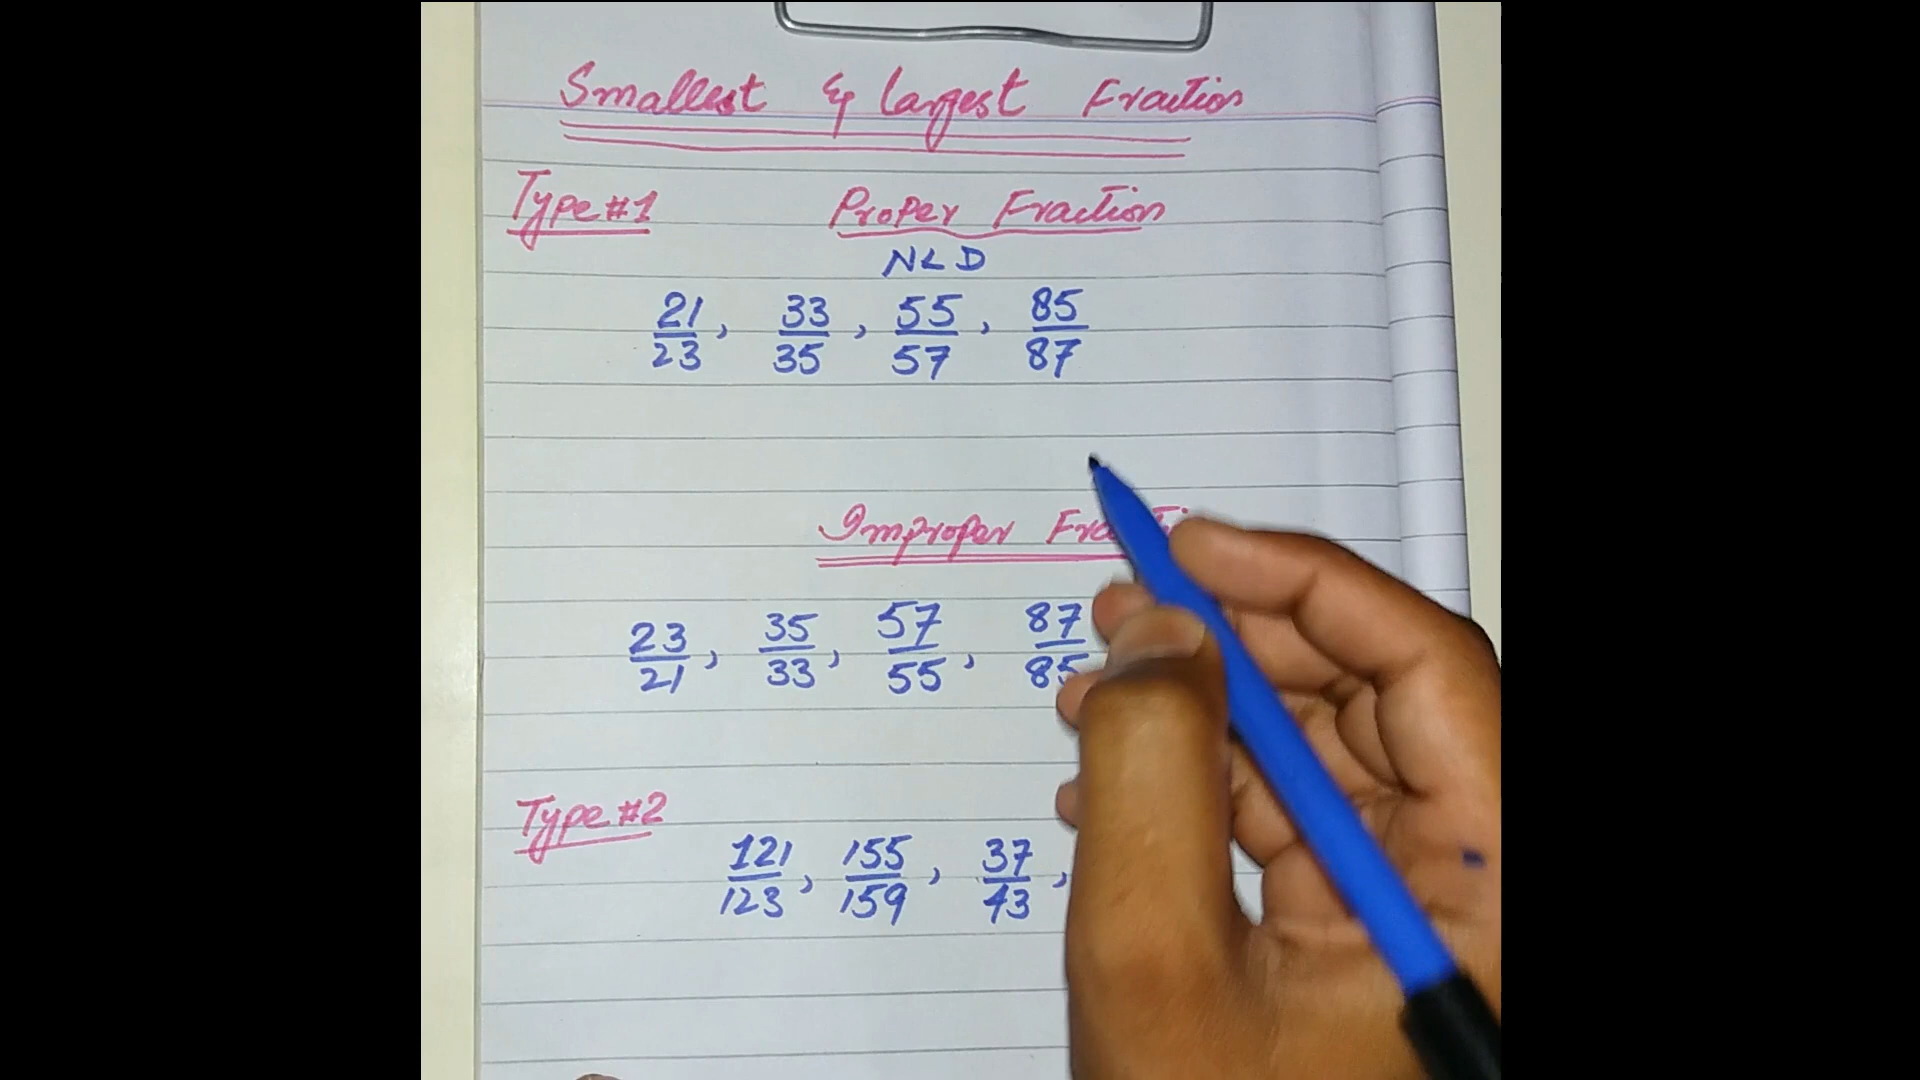 Smallest & largest Fraction
Type #1 Proper Fraction
N < D
21/23, 33/35, 55/57, 85/87
Improper
23/21, 35/33, 57/55, 87/85
Type #2
121/123, 155/159, 37/43,